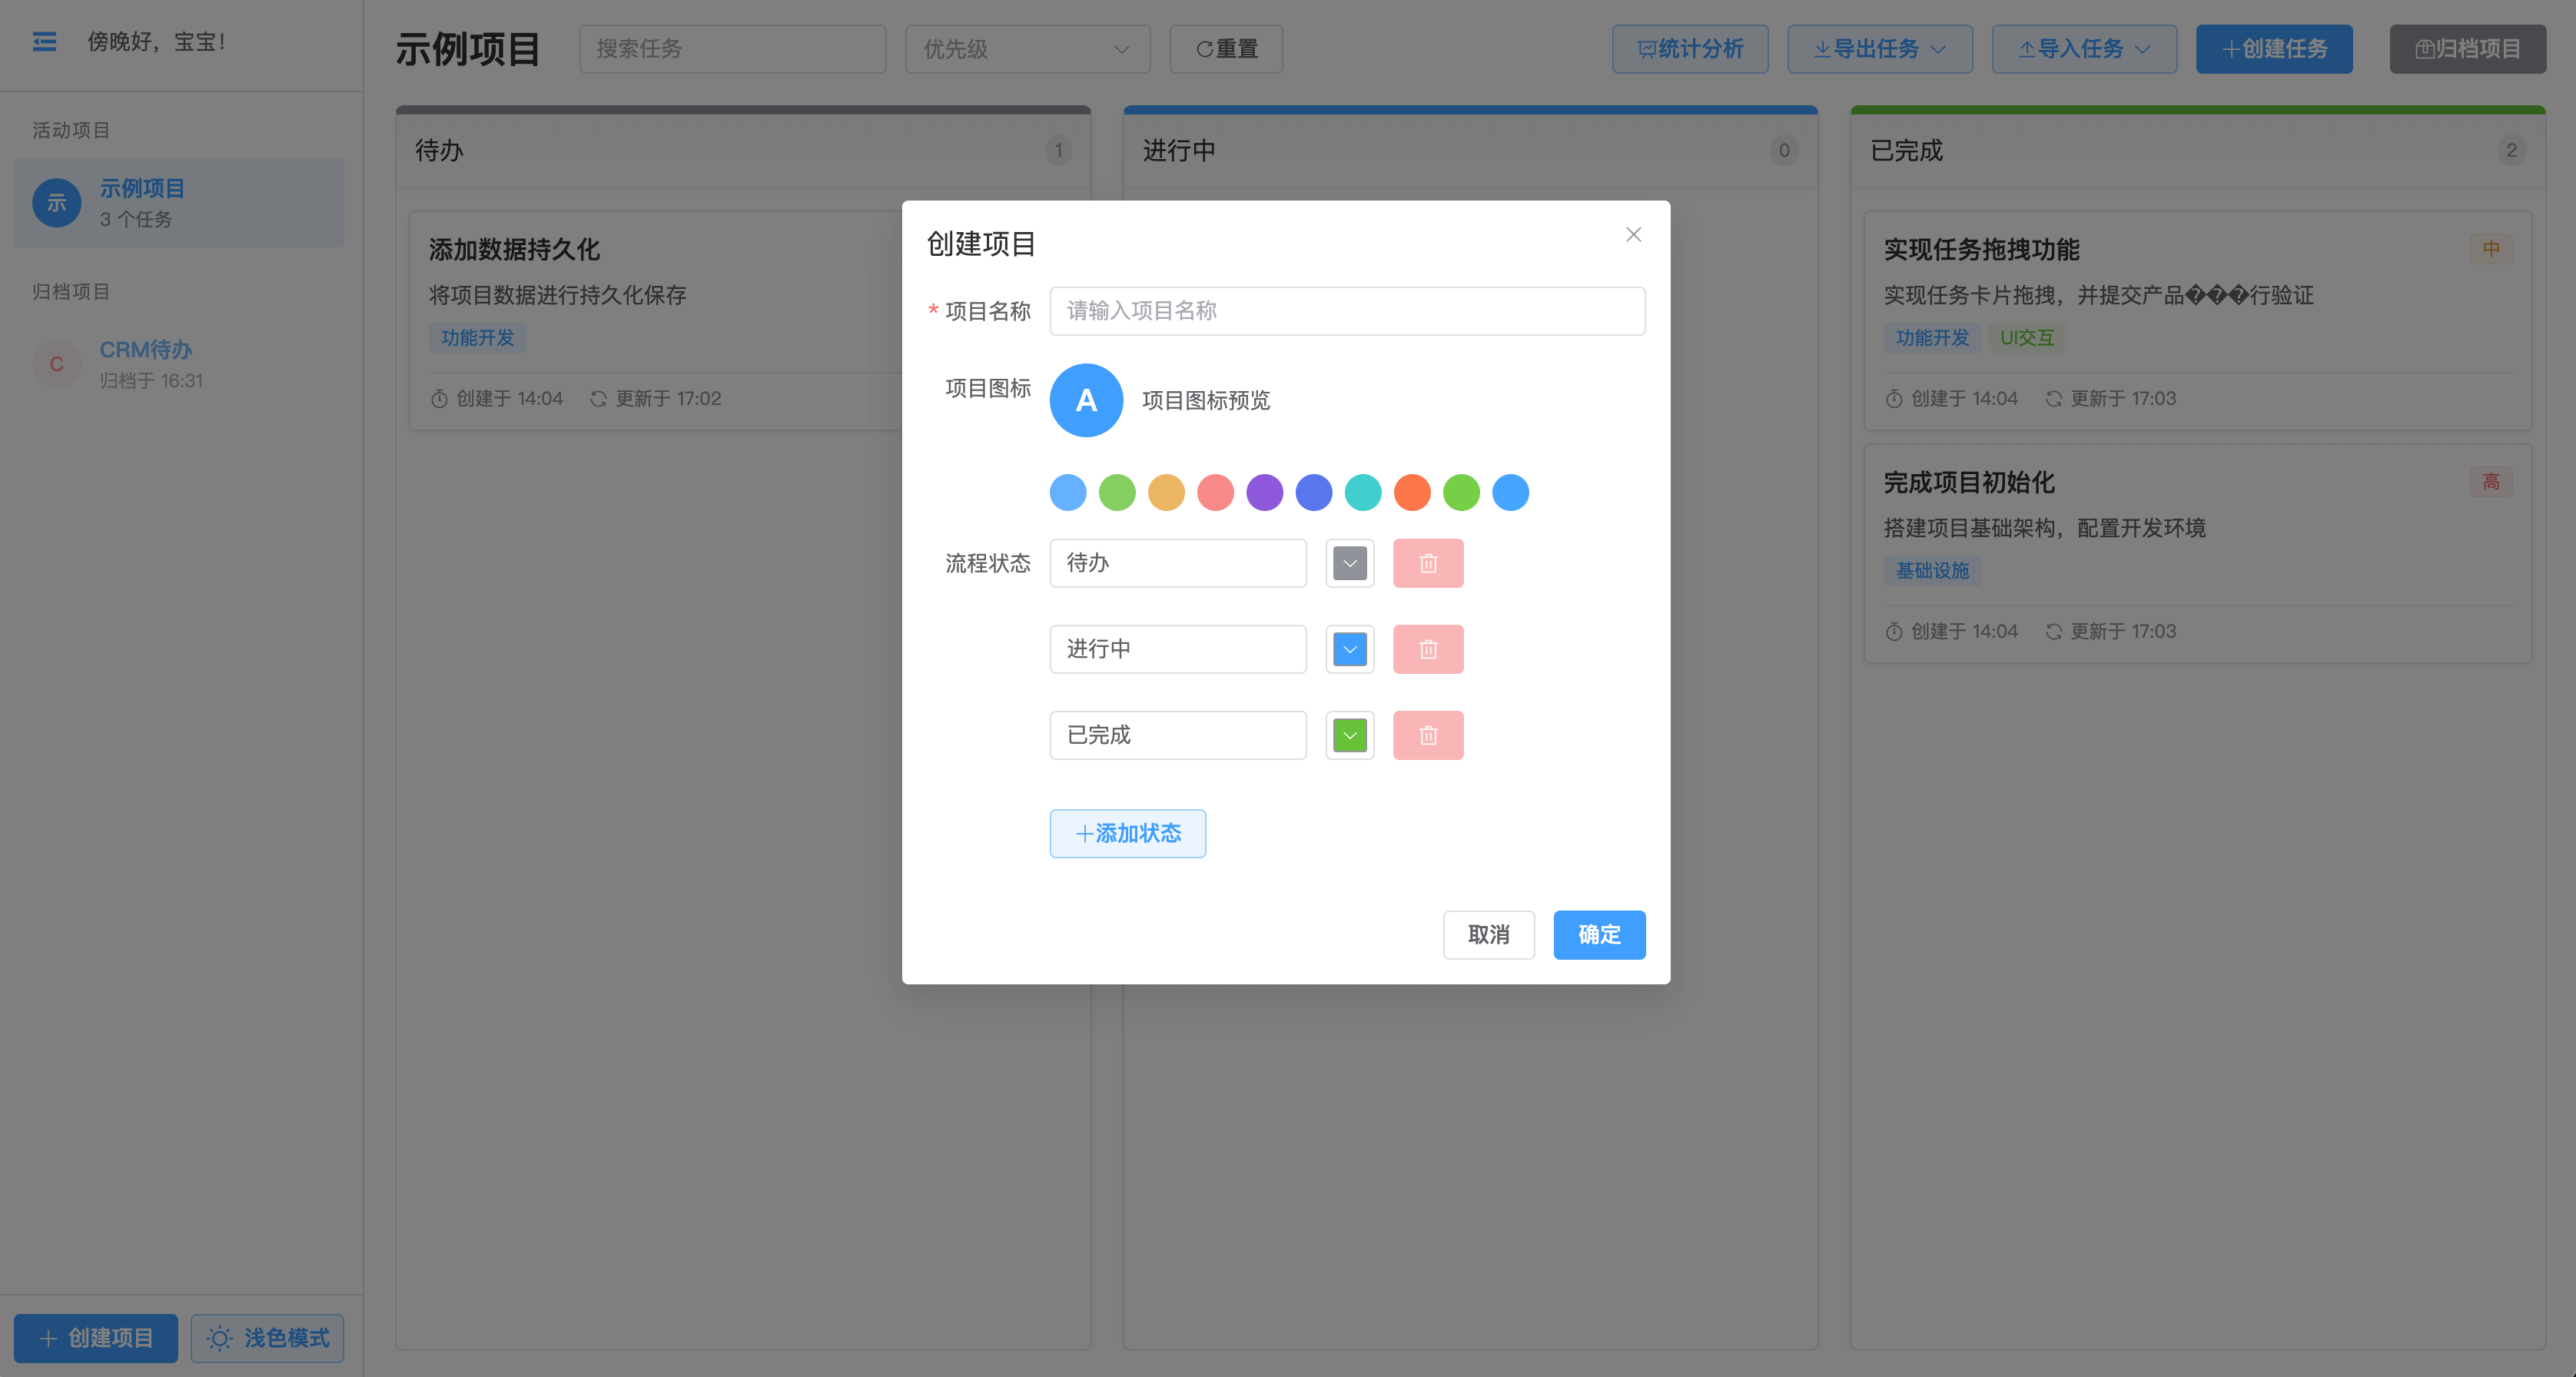 傍晚好，宝宝！
活动项目
示
示例项目
3 个任务
归档项目
C
CRM待办
归档于 16:31
创建项目
浅色模式
示例项目
搜索任务
优先级
重置
统计分析
导出任务
导入任务
创建任务
归档项目
待办
1
添加数据持久化
将项目数据进行持久化保存
功能开发
创建于 14:04
更新于 17:02
进行中
0
已完成
2
实现任务拖拽功能
中
实现任务卡片拖拽，并提交产品���行验证
功能开发
UI交互
创建于 14:04
更新于 17:03
完成项目初始化
高
搭建项目基础架构，配置开发环境
基础设施
创建于 14:04
更新于 17:03
创建项目
* 项目名称
请输入项目名称
项目图标
A
项目图标预览
流程状态
待办
进行中
已完成
添加状态
取消
确定